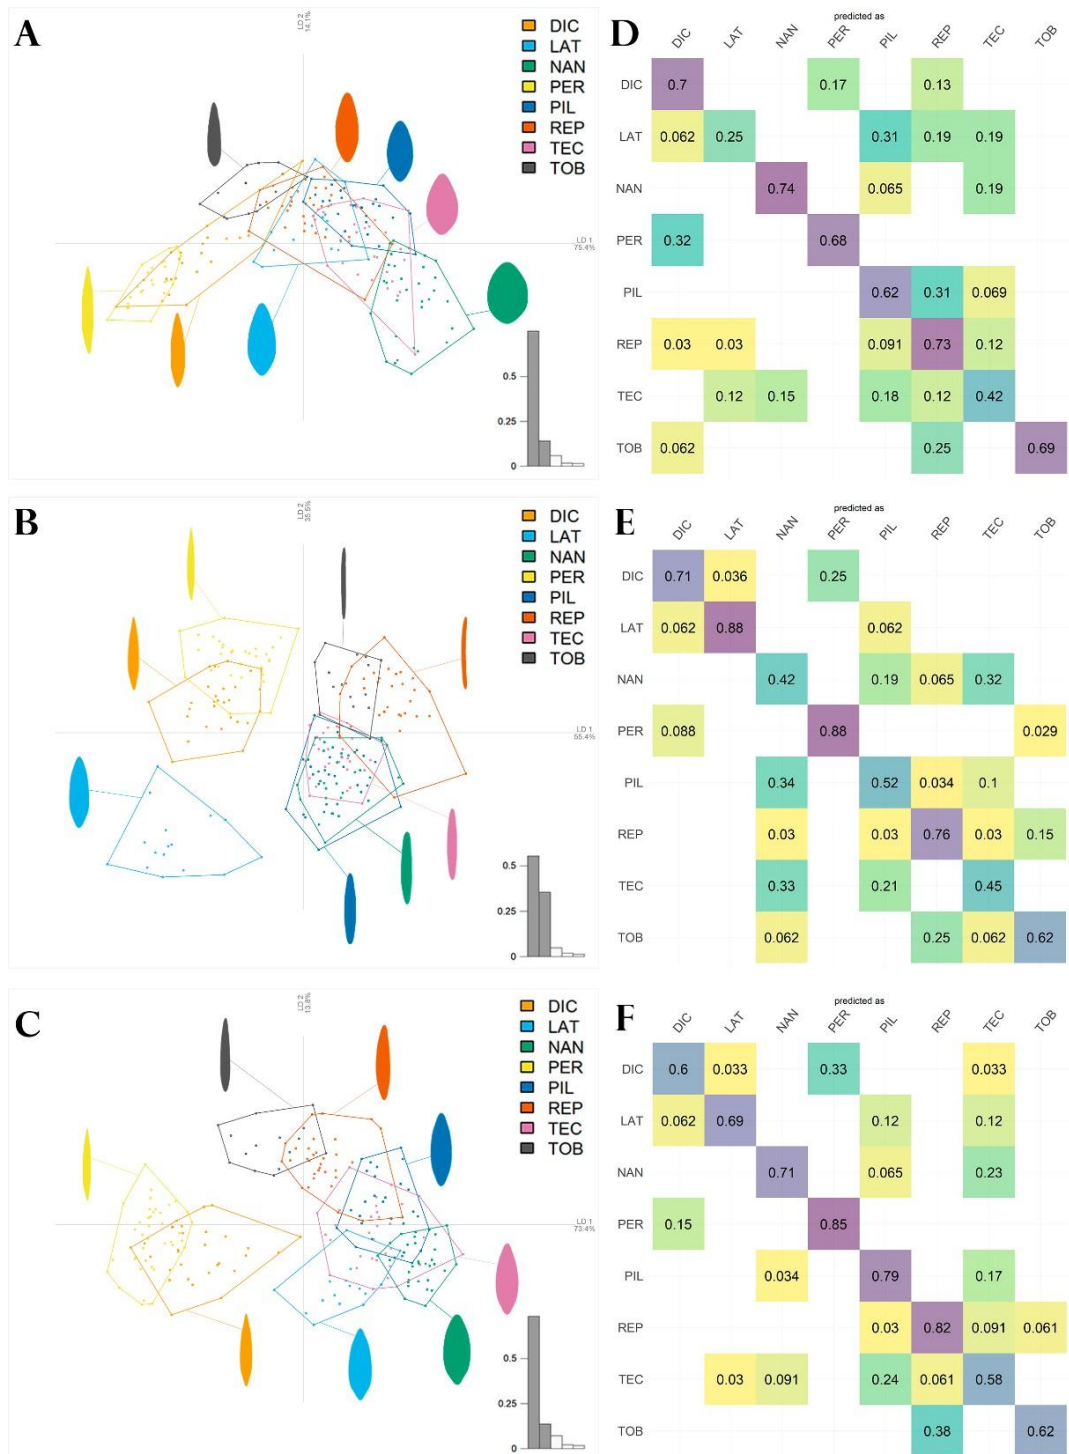 A
LD 2
14.1%
DIC
LAT
NAN
PER
PIL
REP
TEC
TOB
LD 1
75.4%
0.5
0.25
0
D
predicted as
DIC LAT NAN PER PIL REP TEC TOB
DIC 0.7 0.17 0.13
LAT 0.062 0.25 0.31 0.19 0.19
NAN 0.74 0.065 0.19
PER 0.32 0.68
PIL 0.62 0.31 0.069
REP 0.03 0.03 0.091 0.73 0.12
TEC 0.12 0.15 0.18 0.12 0.42
TOB 0.062 0.25 0.69
B
LD 2
35.5%
DIC
LAT
NAN
PER
PIL
REP
TEC
TOB
LD 1
55.4%
0.5
0.25
0
E
predicted as
DIC LAT NAN PER PIL REP TEC TOB
DIC 0.71 0.036 0.25
LAT 0.062 0.88 0.062
NAN 0.42 0.19 0.065 0.32
PER 0.088 0.88 0.029
PIL 0.34 0.52 0.034 0.1
REP 0.03 0.03 0.76 0.03 0.15
TEC 0.33 0.21 0.45
TOB 0.062 0.25 0.062 0.62
C
LD 2
13.8%
DIC
LAT
NAN
PER
PIL
REP
TEC
TOB
LD 1
73.4%
0.5
0.25
0
F
predicted as
DIC LAT NAN PER PIL REP TEC TOB
DIC 0.6 0.033 0.33 0.033
LAT 0.062 0.69 0.12 0.12
NAN 0.71 0.065 0.23
PER 0.15 0.85
PIL 0.034 0.79 0.17
REP 0.03 0.82 0.091 0.061
TEC 0.03 0.091 0.24 0.061 0.58
TOB 0.38 0.62